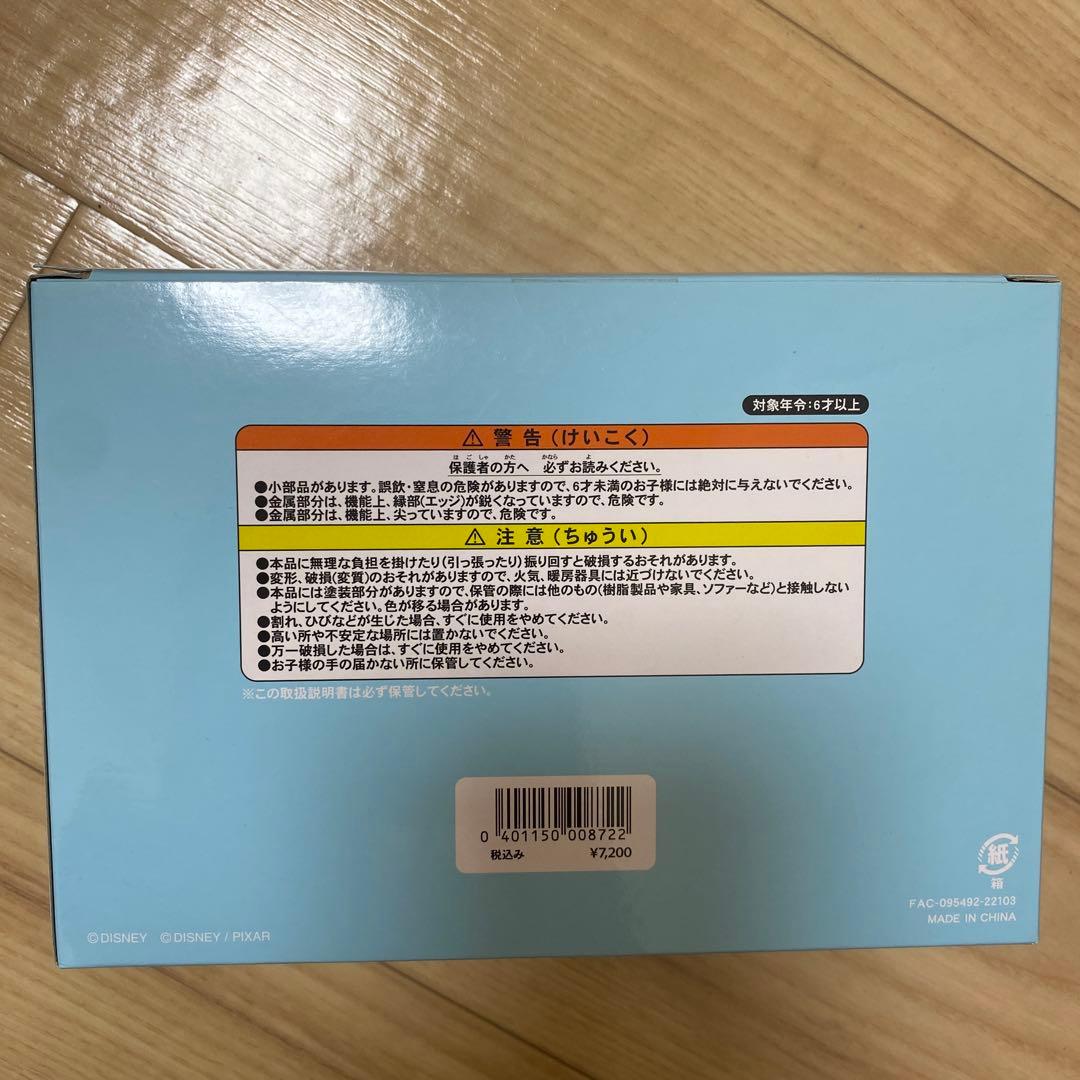 対象年令:6才以上
⚠ 警告(けいこく)
保護者の方へ 必ずお読みください。
●小部品があります。誤飲・窒息の危険がありますので、6才未満のお子様には絶対に与えないでください。
●金属部分は、機能上、縁部(エッジ)が鋭くなっていますので、危険です。
●金属部分は、機能上、尖っていますので、危険です。
⚠ 注意(ちゅうい)
●本品に無理な負担を掛けたり(引っ張ったり)振り回すと破損するおそれがあります。
●変形、破損(変質)のおそれがありますので、火気、暖房器具には近づけないでください。
●本品には塗装部分がありますので、保管の際には他のもの(樹脂製品や家具、ソファーなど)と接触しない
ようにしてください。色が移る場合があります。
●割れ、ひびなどが生じた場合、すぐに使用をやめてください。
●高い所や不安定な場所には置かないでください。
●万一破損した場合は、すぐに使用をやめてください。
●お子様の手の届かない所に保管してください。
※この取扱説明書は必ず保管してください。
0 401150 008722
税込み ¥7,200
紙
箱
FAC-095492-22103
MADE IN CHINA
©DISNEY ©DISNEY / PIXAR